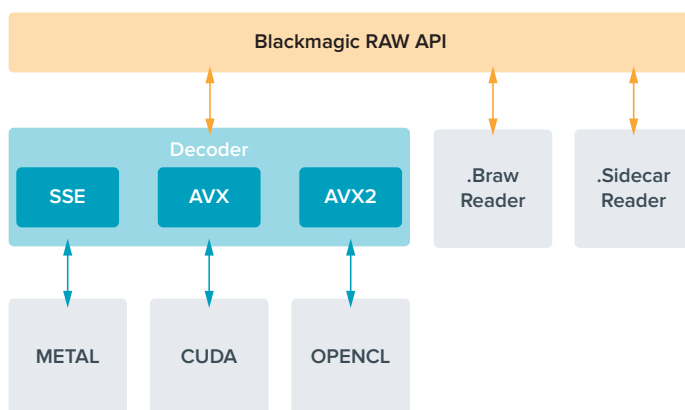 Blackmagic RAW API
Decoder
SSE
AVX
AVX2
.Braw
Reader
.Sidecar
Reader
METAL
CUDA
OPENCL